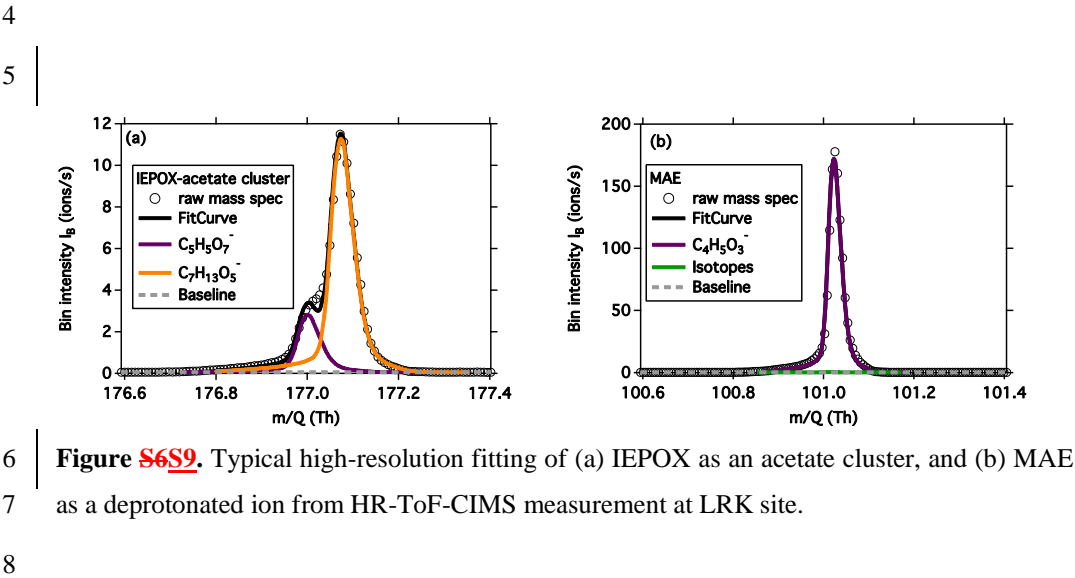 4
5
(a)
12
10
8
6
4
2
0
Bin intensity I_B (ions/s)
IEPOX-acetate cluster
raw mass spec
FitCurve
C₅H₅O₇⁻
C₇H₁₃O₅⁻
Baseline
176.6 176.8 177.0 177.2 177.4
m/Q (Th)
(b)
200
150
100
50
0
Bin intensity I_B (ions/s)
MAE
raw mass spec
FitCurve
C₄H₅O₃⁻
Isotopes
Baseline
100.6 100.8 101.0 101.2 101.4
m/Q (Th)
6 Figure S6S9. Typical high-resolution fitting of (a) IEPOX as an acetate cluster, and (b) MAE
7 as a deprotonated ion from HR-ToF-CIMS measurement at LRK site.
8